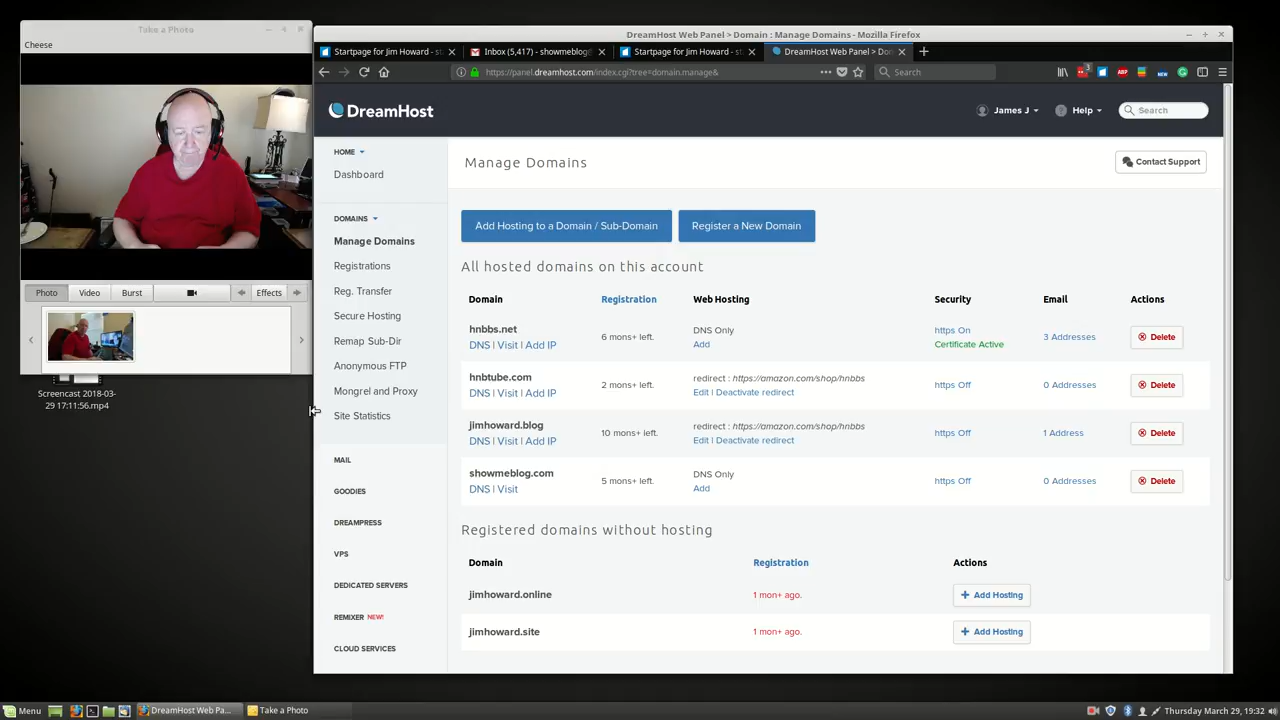 Take a Photo
Cheese
Photo
Video
Burst
Effects
Screencast 2018-03-
29 17:11:56.mp4
DreamHost Web Panel > Domain : Manage Domains - Mozilla Firefox
Startpage for Jim Howard - st
Inbox (5,417) - showmeblog@
Startpage for Jim Howard - st
DreamHost Web Panel > Do
https://panel.dreamhost.com/index.cgi?tree=domain.manage&
Search
3
ABP
NEW
DreamHost
James J
Help
Search
HOME
Dashboard
DOMAINS
Manage Domains
Registrations
Reg. Transfer
Secure Hosting
Remap Sub-Dir
Anonymous FTP
Mongrel and Proxy
Site Statistics
MAIL
GOODIES
DREAMPRESS
VPS
DEDICATED SERVERS
REMIXER NEW!
CLOUD SERVICES
Manage Domains
Contact Support
Add Hosting to a Domain / Sub-Domain
Register a New Domain
All hosted domains on this account
Domain Registration Web Hosting Security Email Actions
hnbbs.net
DNS | Visit | Add IP
6 mons+ left.
DNS Only
Add
https On
Certificate Active
3 Addresses
Delete
hnbtube.com
DNS | Visit | Add IP
2 mons+ left.
redirect : https://amazon.com/shop/hnbbs
Edit | Deactivate redirect
https Off
0 Addresses
Delete
jimhoward.blog
DNS | Visit | Add IP
10 mons+ left.
redirect : https://amazon.com/shop/hnbbs
Edit | Deactivate redirect
https Off
1 Address
Delete
showmeblog.com
DNS | Visit
5 mons+ left.
DNS Only
Add
https Off
0 Addresses
Delete
Registered domains without hosting
Domain Registration Actions
jimhoward.online 1 mon+ ago. + Add Hosting
jimhoward.site 1 mon+ ago. + Add Hosting
Menu
DreamHost Web Pa...
Take a Photo
Thursday March 29, 19:32